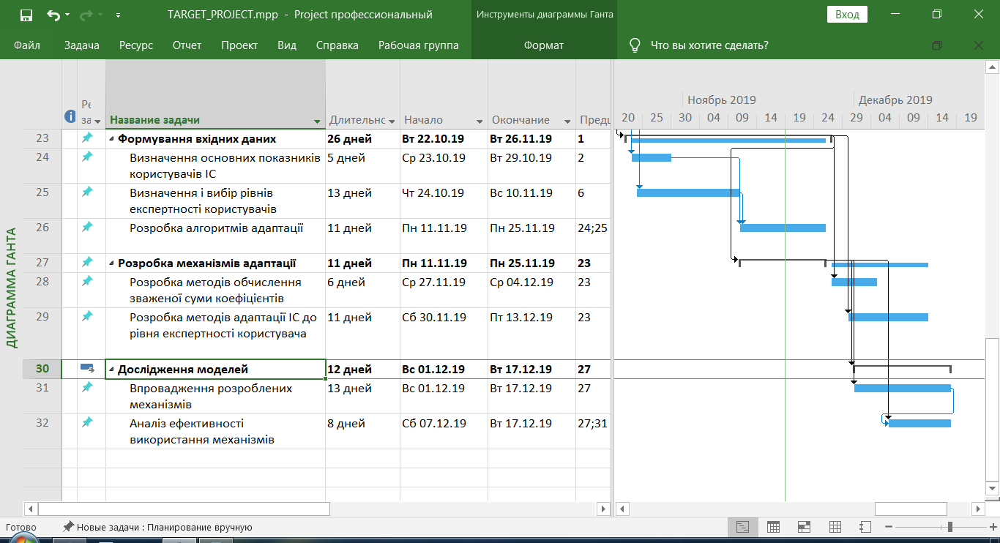 TARGET_PROJECT.mpp - Project профессиональный
Инструменты диаграммы Ганта
Вход
Файл Задача Ресурс Отчет Проект Вид Справка Рабочая группа Формат Что вы хотите сделать?
Ноябрь 2019 Декабрь 2019
Ре
за Название задачи Длительнс Начало Окончание Предц 20 25 30 04 09 14 19 24 29 04 09 14 19
23 Формування вхідних даних 26 дней Вт 22.10.19 Вт 26.11.19 1
24 Визначення основних показників 5 дней Ср 23.10.19 Вт 29.10.19 2
користувачів ІС
25 Визначення і вибір рівнів 13 дней Чт 24.10.19 Вс 10.11.19 6
експертності користувачів
26 Розробка алгоритмів адаптації 11 дней Пн 11.11.19 Пн 25.11.19 24;25
27 Розробка механізмів адаптації 11 дней Пн 11.11.19 Пн 25.11.19 23
28 Розробка методів обчислення 6 дней Ср 27.11.19 Ср 04.12.19 23
зваженої суми коефіцієнтів
29 Розробка методів адаптації ІС до 11 дней Сб 30.11.19 Пт 13.12.19 23
рівня експертності користувача
30 Дослідження моделей 12 дней Вс 01.12.19 Вт 17.12.19 27
31 Впровадження розроблених 13 дней Вс 01.12.19 Вт 17.12.19 27
механізмів
32 Аналіз ефективності 8 дней Сб 07.12.19 Вт 17.12.19 27;31
використання механізмів
ДИАГРАММА ГАНТА
Готово Новые задачи : Планирование вручную